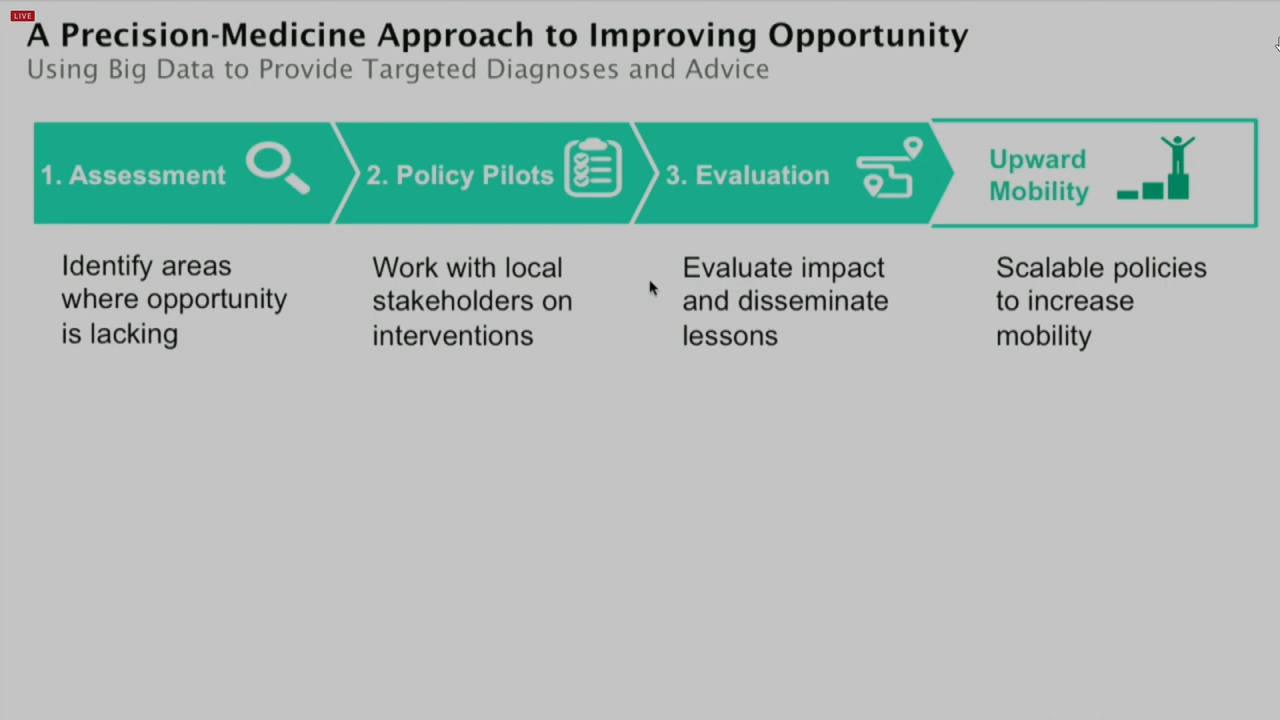 LIVE
A Precision-Medicine Approach to Improving Opportunity
Using Big Data to Provide Targeted Diagnoses and Advice
1. Assessment
2. Policy Pilots
3. Evaluation
Upward
Mobility
Identify areas
where opportunity
is lacking
Work with local
stakeholders on
interventions
Evaluate impact
and disseminate
lessons
Scalable policies
to increase
mobility